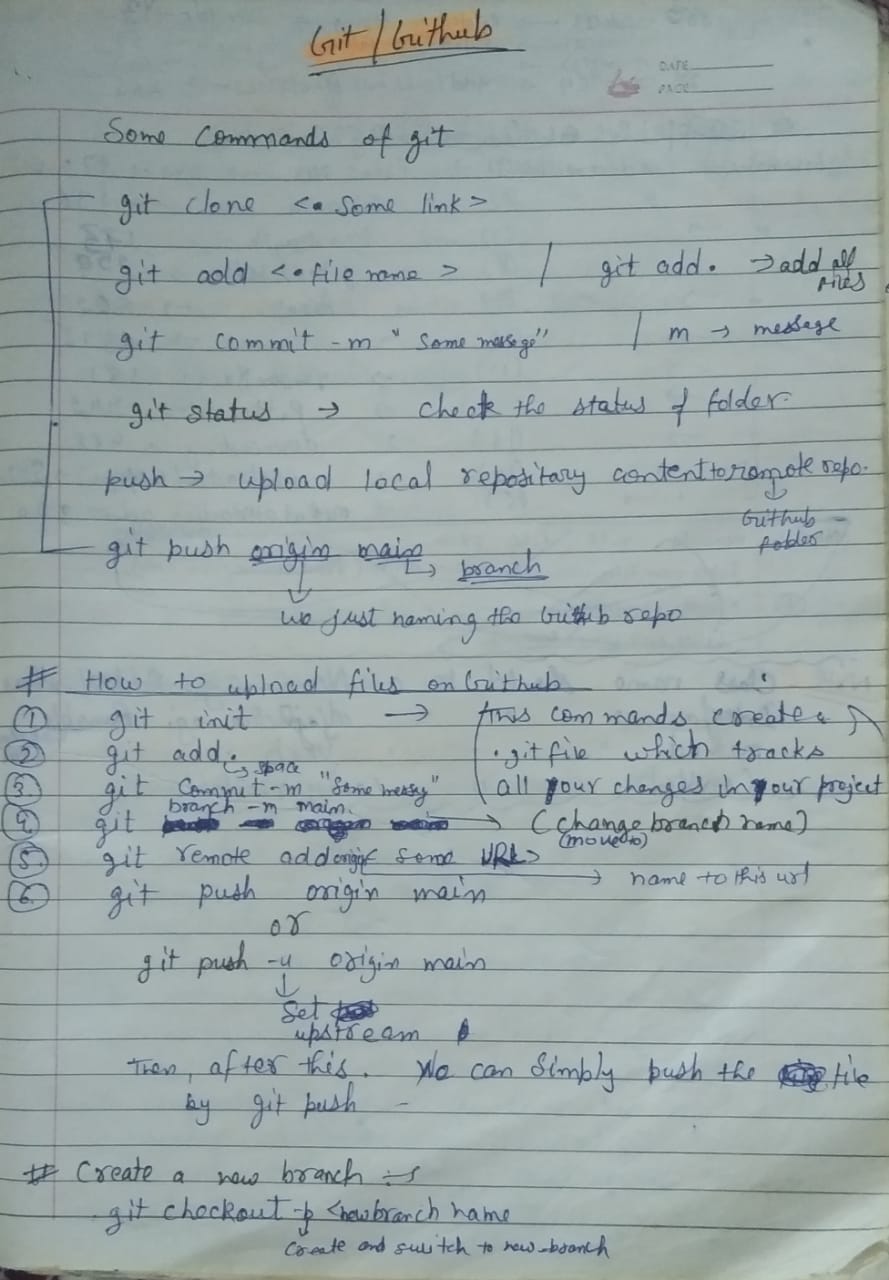 Git / Github
DATE
PAGE
Some Commands of git
git clone <• Some link>
git add <• file name > / git add. → add all files
git commit -m "Some message" / m → message
git status → check the status of folder.
push → upload local repositary content to remote repo.
↓
Github folder
git push origin main
↳ branch
↓
we just naming the Github repo
# How to upload files on Github
① git init → This commands create a
② git add . .git file which tracks
↳ space
③ git commit -m "Some messag" all your changes in your project
branch -m main.
④ git → (change branch name)
(moveto)
⑤ git remote add origin < some URL>
→ name to this url
⑥ git push origin main
or
git push -u origin main
↓
Set
upstream
Then, after this. We can Simply push the file
by git push -
# Create a new branch :-
git checkout -b <new branch name
Create and switch to new branch